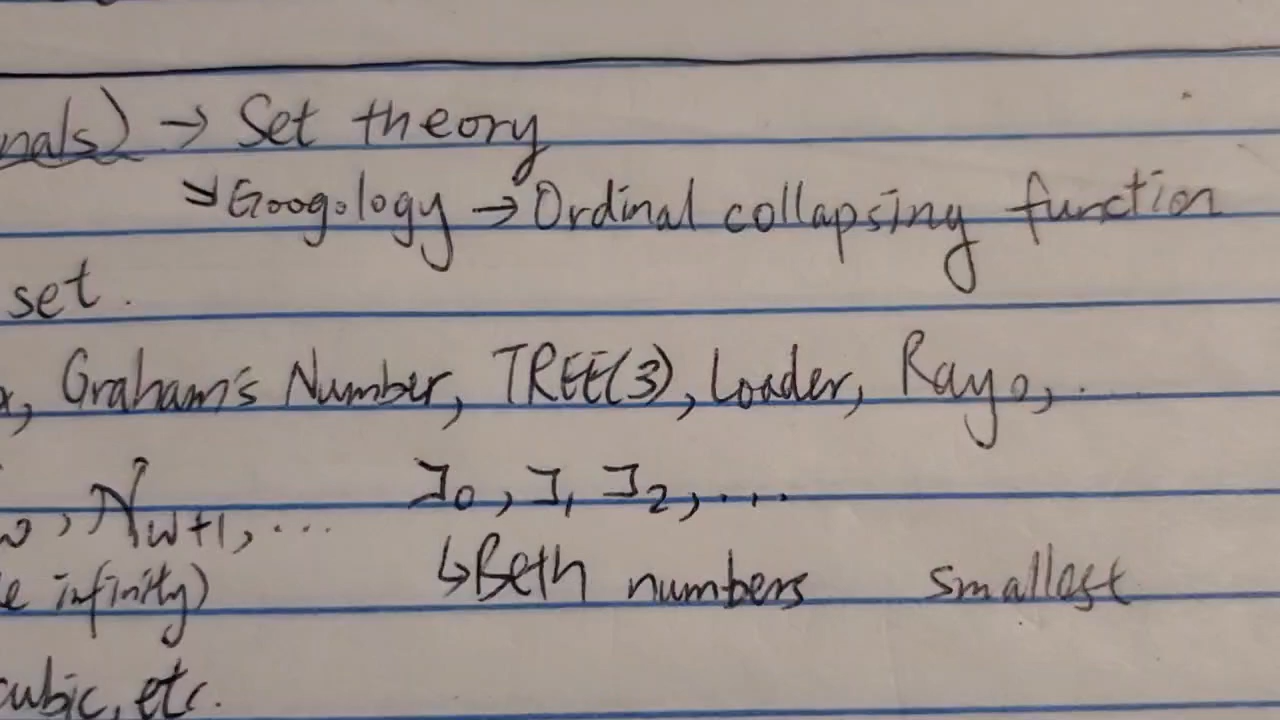 nals) → Set theory
↘ Googology → Ordinal collapsing function
set.
x, Graham's Number, TREE(3), Loader, Rayo, .
ω, ℵω+1, ... ℶ0, ℶ1, ℶ2, ....
e infinity) ↳ Beth numbers smallest
cubic, etc.